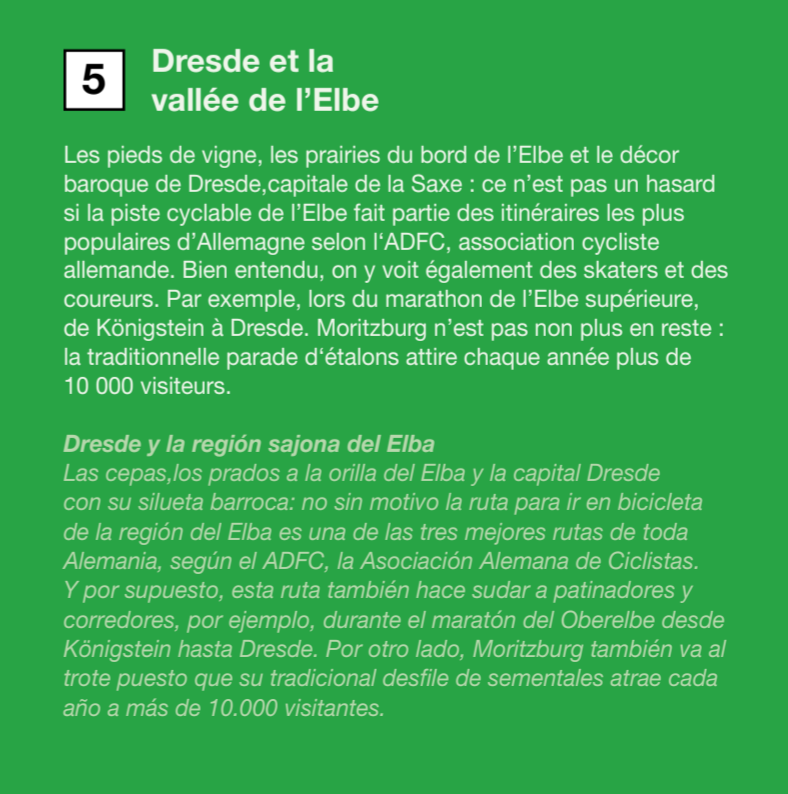 5
Dresde et la
vallée de l’Elbe
Les pieds de vigne, les prairies du bord de l’Elbe et le décor
baroque de Dresde,capitale de la Saxe : ce n’est pas un hasard
si la piste cyclable de l’Elbe fait partie des itinéraires les plus
populaires d’Allemagne selon l‘ADFC, association cycliste
allemande. Bien entendu, on y voit également des skaters et des
coureurs. Par exemple, lors du marathon de l’Elbe supérieure,
de Königstein à Dresde. Moritzburg n’est pas non plus en reste :
la traditionnelle parade d‘étalons attire chaque année plus de
10 000 visiteurs.
Dresde y la región sajona del Elba
Las cepas,los prados a la orilla del Elba y la capital Dresde
con su silueta barroca: no sin motivo la ruta para ir en bicicleta
de la región del Elba es una de las tres mejores rutas de toda
Alemania, según el ADFC, la Asociación Alemana de Ciclistas.
Y por supuesto, esta ruta también hace sudar a patinadores y
corredores, por ejemplo, durante el maratón del Oberelbe desde
Königstein hasta Dresde. Por otro lado, Moritzburg también va al
trote puesto que su tradicional desfile de sementales atrae cada
año a más de 10.000 visitantes.